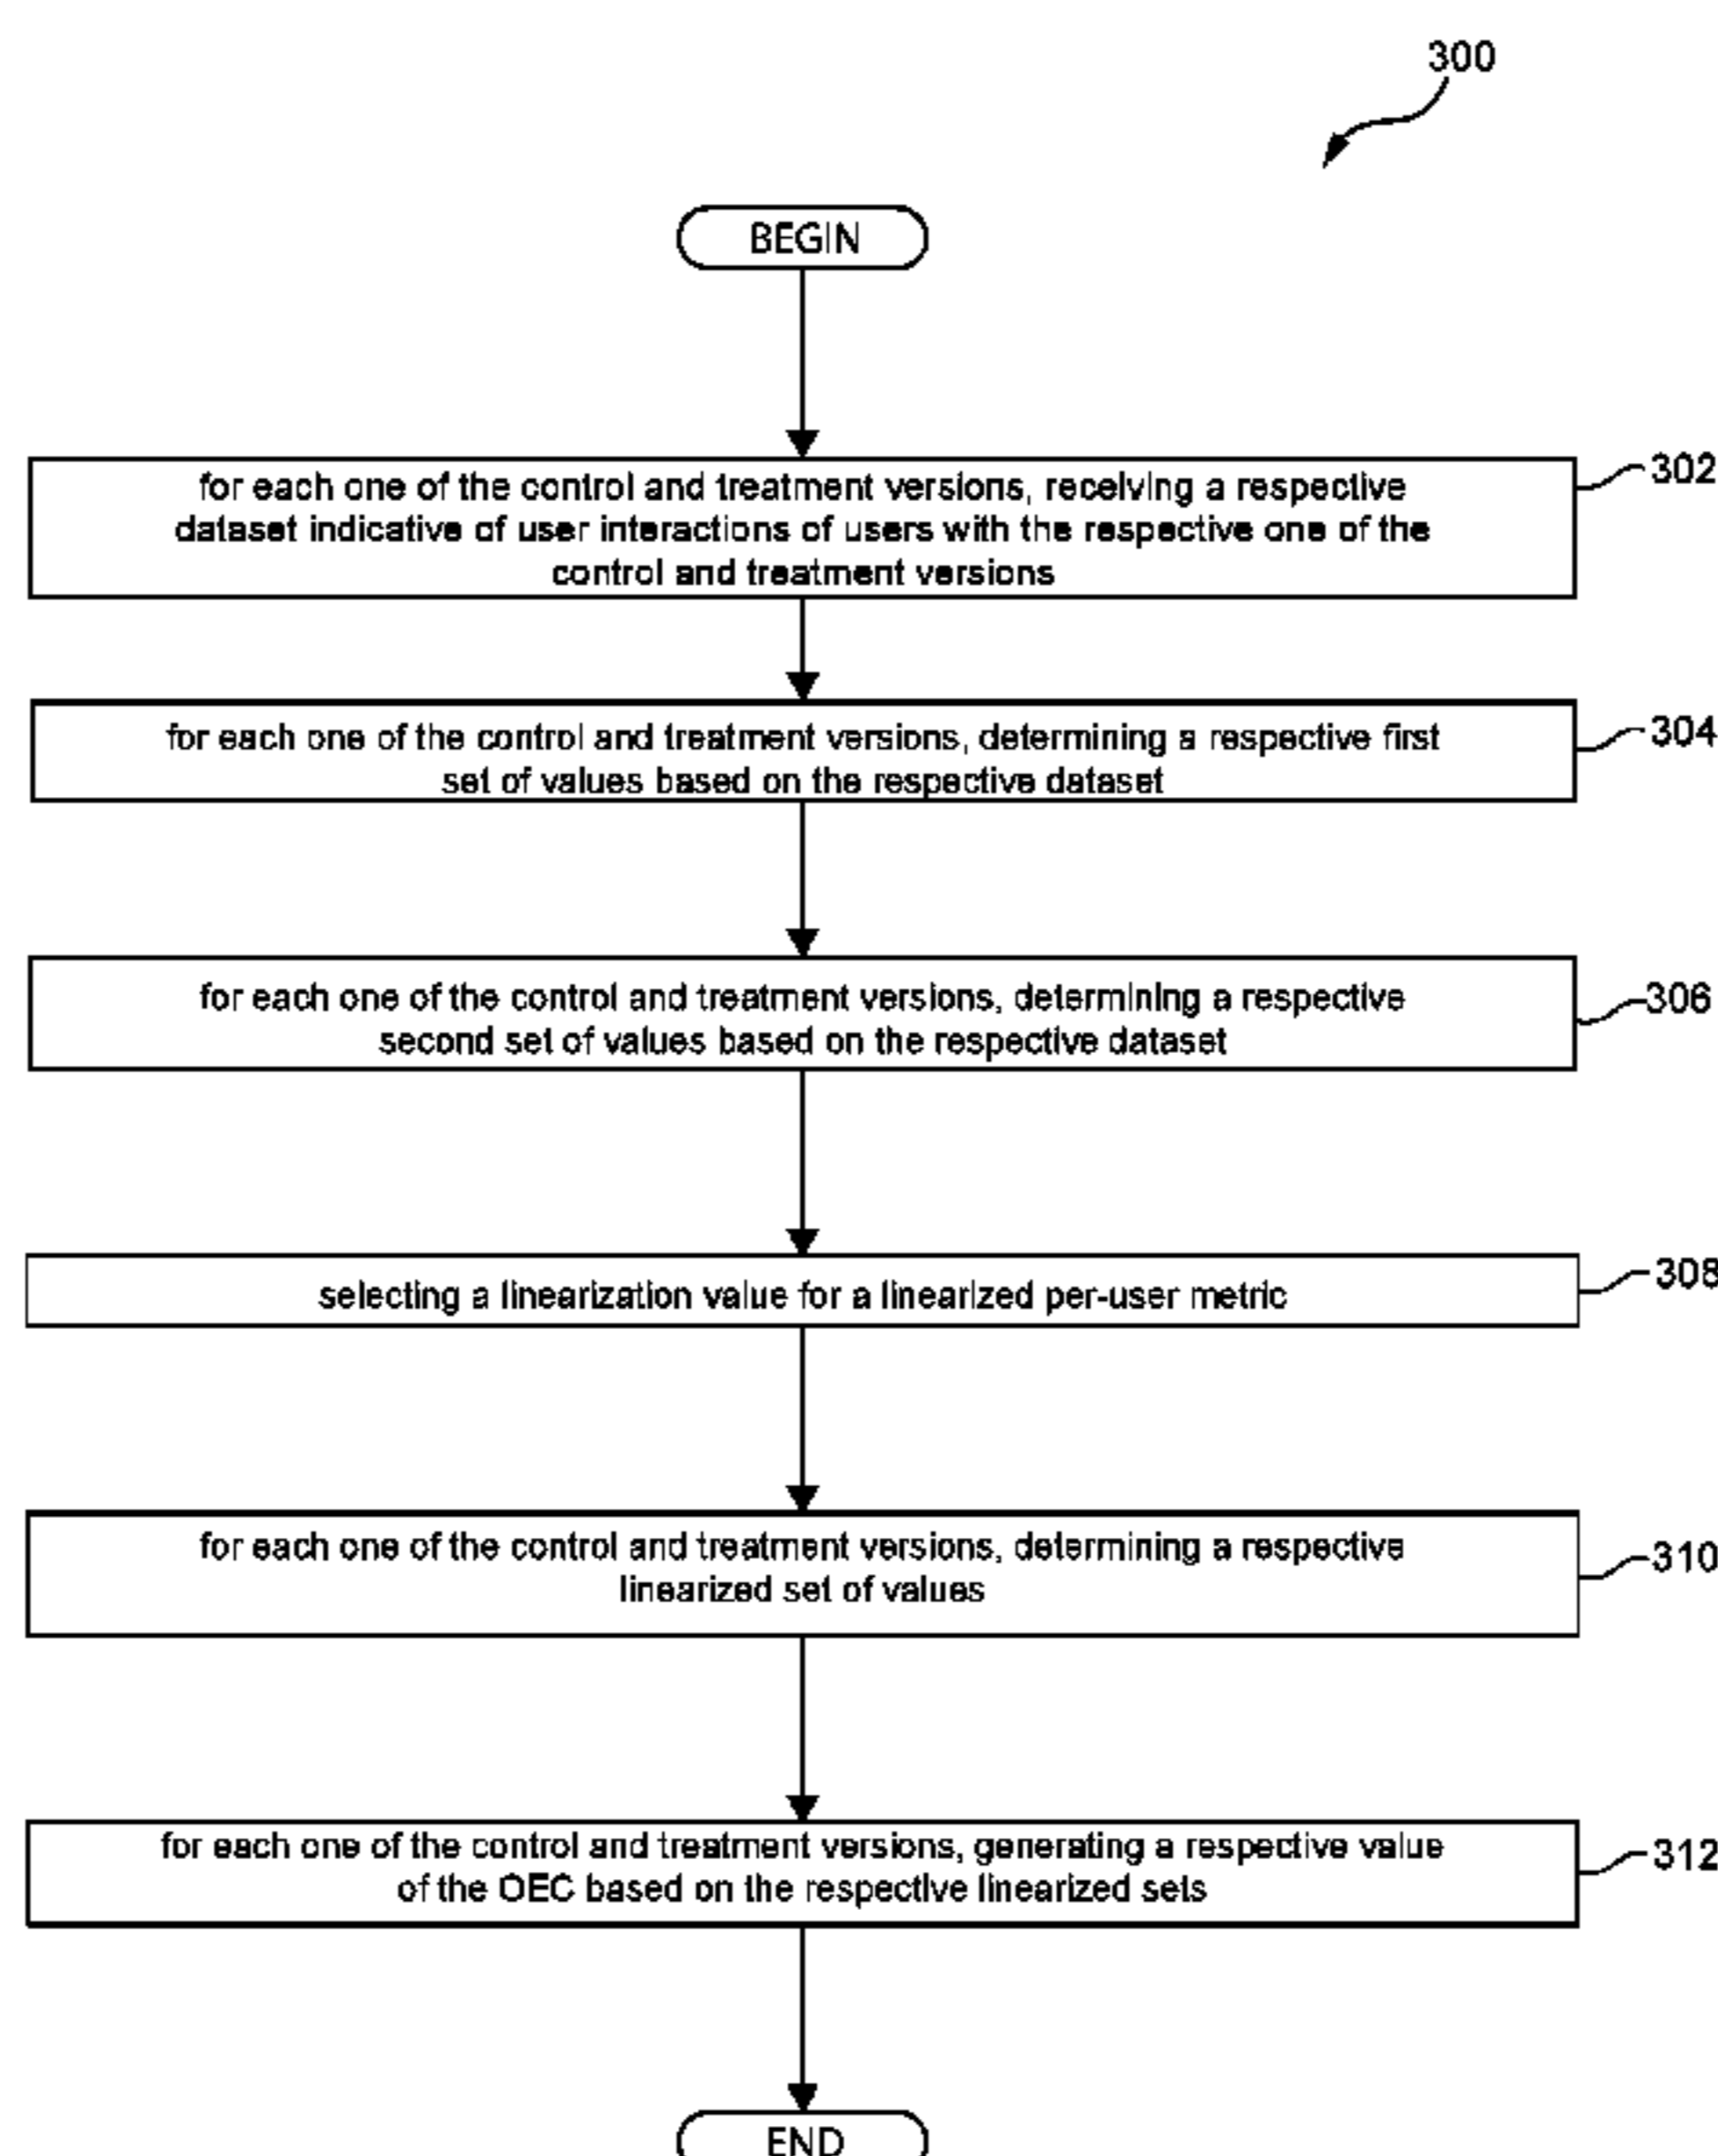 300
BEGIN
for each one of the control and treatment versions, receiving a respective
dataset indicative of user interactions of users with the respective one of the
control and treatment versions
302
for each one of the control and treatment versions, determining a respective first
set of values based on the respective dataset
304
for each one of the control and treatment versions, determining a respective
second set of values based on the respective dataset
306
selecting a linearization value for a linearized per-user metric
308
for each one of the control and treatment versions, determining a respective
linearized set of values
310
for each one of the control and treatment versions, generating a respective value
of the OEC based on the respective linearized sets
312
END